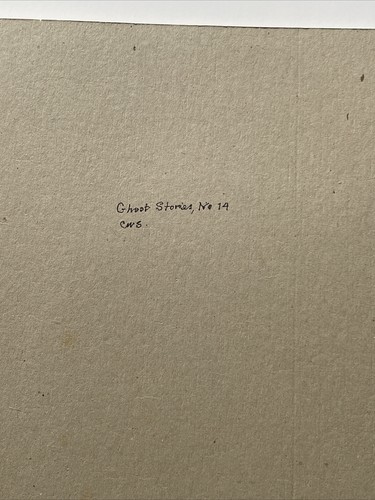 Ghost Stories, No 14
CWS.